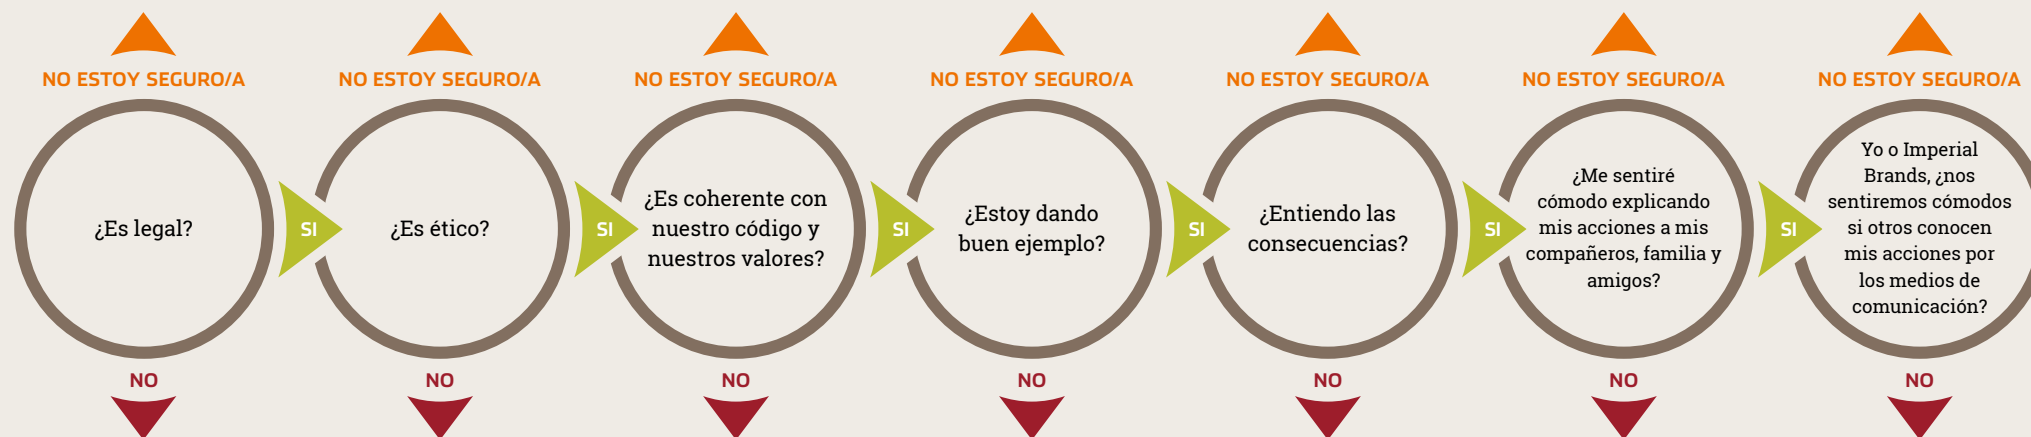 NO ESTOY SEGURO/A
NO ESTOY SEGURO/A
NO ESTOY SEGURO/A
NO ESTOY SEGURO/A
NO ESTOY SEGURO/A
NO ESTOY SEGURO/A
NO ESTOY SEGURO/A
¿Es legal?
SI
¿Es ético?
SI
¿Es coherente con
nuestro código y
nuestros valores?
SI
¿Estoy dando
buen ejemplo?
SI
¿Entiendo las
consecuencias?
SI
¿Me sentiré
cómodo explicando
mis acciones a mis
compañeros, familia y
amigos?
SI
Yo o Imperial
Brands, ¿nos
sentiremos cómodos
si otros conocen
mis acciones por
los medios de
comunicación?
NO
NO
NO
NO
NO
NO
NO